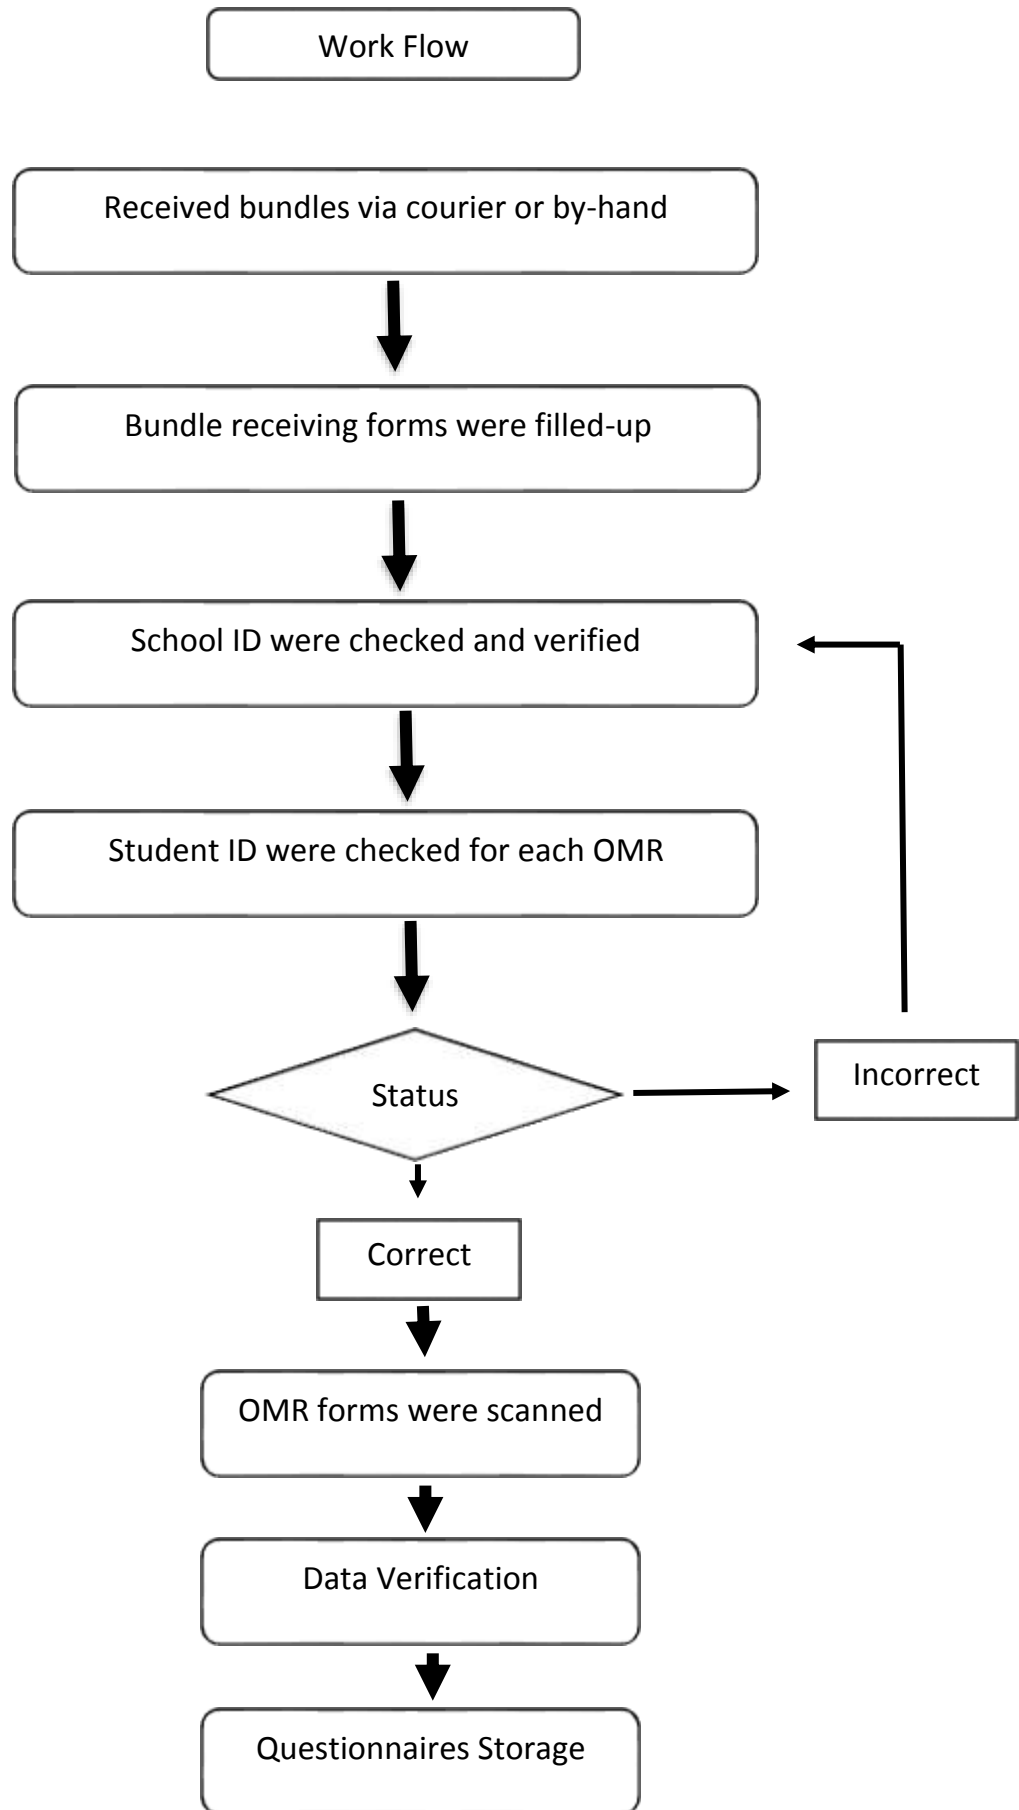 Work Flow
Received bundles via courier or by-hand
Bundle receiving forms were filled-up
School ID were checked and verified
Student ID were checked for each OMR
Status
Incorrect
Correct
OMR forms were scanned
Data Verification
Questionnaires Storage